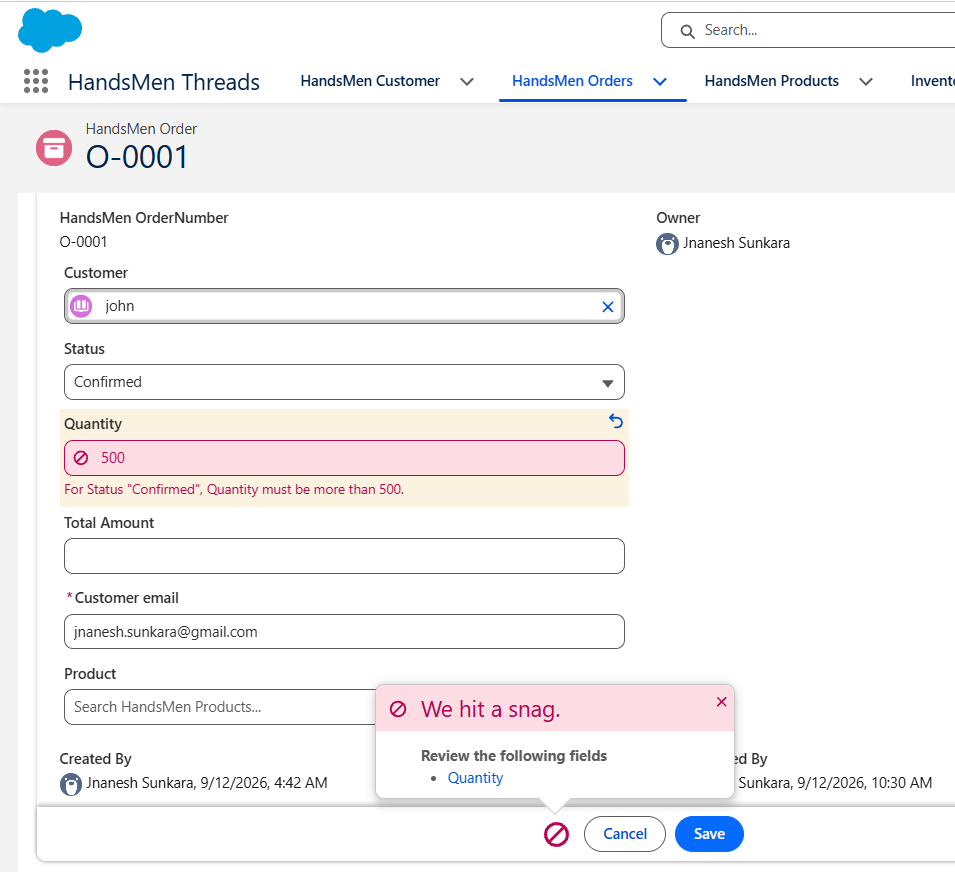 Search...
HandsMen Threads HandsMen Customer HandsMen Orders HandsMen Products Invento
HandsMen Order
O-0001
HandsMen OrderNumber
O-0001
Owner
Jnanesh Sunkara
Customer
john
Status
Confirmed
Quantity
500
For Status "Confirmed", Quantity must be more than 500.
Total Amount
*Customer email
jnanesh.sunkara@gmail.com
Product
Search HandsMen Products...
We hit a snag.
Review the following fields
• Quantity
Created By
Jnanesh Sunkara, 9/12/2026, 4:42 AM
ed By
Sunkara, 9/12/2026, 10:30 AM
Cancel Save